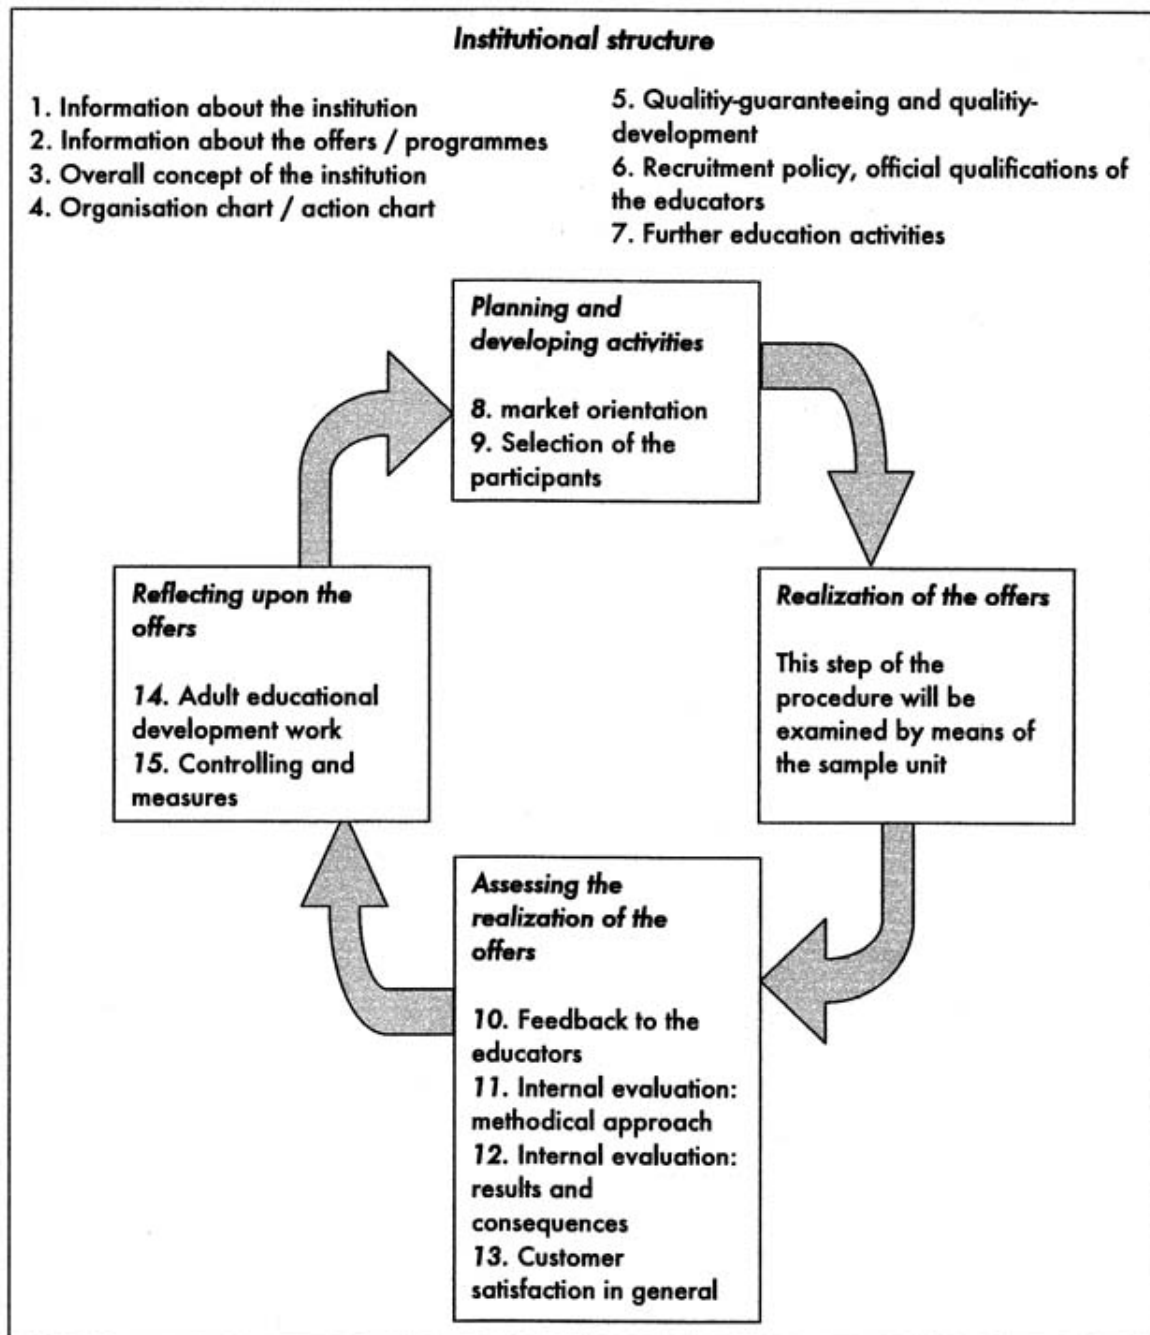 Institutional structure
1. Information about the institution
2. Information about the offers / programmes
3. Overall concept of the institution
4. Organisation chart / action chart
5. Qualitiy-guaranteeing and qualitiy-
development
6. Recruitment policy, official qualifications of
the educators
7. Further education activities
Planning and
developing activities
8. market orientation
9. Selection of the
participants
Realization of the offers
This step of the
procedure will be
examined by means of
the sample unit
Assessing the
realization of the
offers
10. Feedback to the
educators
11. Internal evaluation:
methodical approach
12. Internal evaluation:
results and
consequences
13. Customer
satisfaction in general
Reflecting upon the
offers
14. Adult educational
development work
15. Controlling and
measures